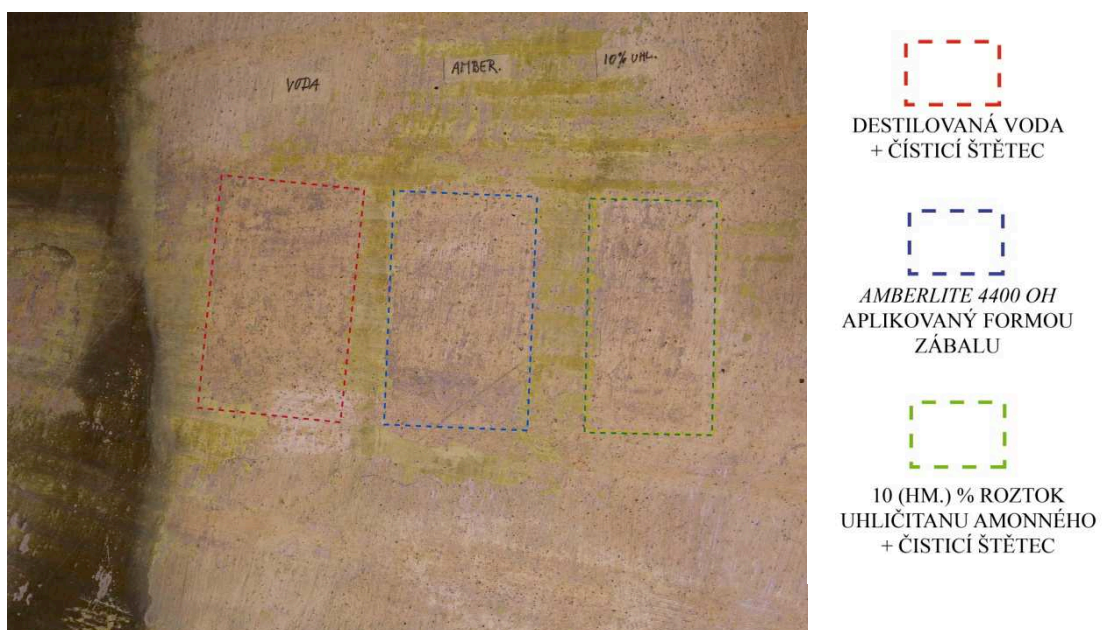 VODA
AMBER.
10% UHL.
DESTILOVANÁ VODA
+ ČÍSTICÍ ŠTĚTEC
AMBERLITE 4400 OH
APLIKOVANÝ FORMOU
ZÁBALU
10 (HM.) % ROZTOK
UHLIČITANU AMONNÉHO
+ ČISTICÍ ŠTĚTEC